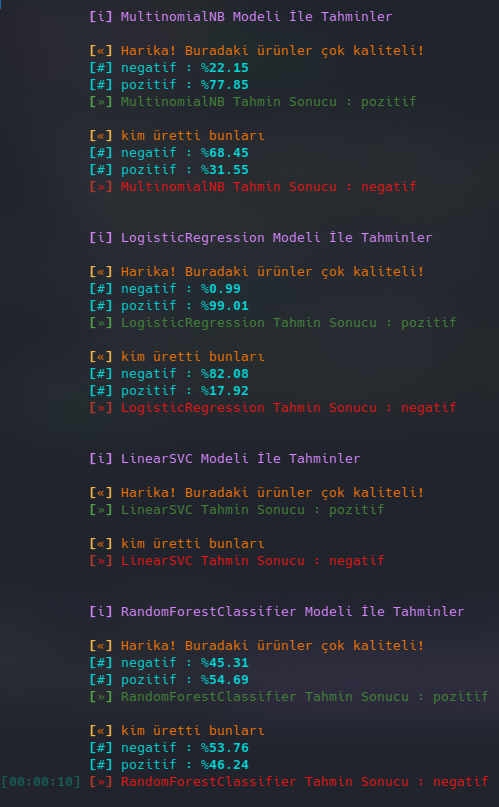 [i] MultinomialNB Modeli İle Tahminler
[«] Harika! Buradaki ürünler çok kaliteli!
[#] negatif : %22.15
[#] pozitif : %77.85
[»] MultinomialNB Tahmin Sonucu : pozitif
[«] kim üretti bunları
[#] negatif : %68.45
[#] pozitif : %31.55
[»] MultinomialNB Tahmin Sonucu : negatif
[i] LogisticRegression Modeli İle Tahminler
[«] Harika! Buradaki ürünler çok kaliteli!
[#] negatif : %0.99
[#] pozitif : %99.01
[»] LogisticRegression Tahmin Sonucu : pozitif
[«] kim üretti bunları
[#] negatif : %82.08
[#] pozitif : %17.92
[»] LogisticRegression Tahmin Sonucu : negatif
[i] LinearSVC Modeli İle Tahminler
[«] Harika! Buradaki ürünler çok kaliteli!
[»] LinearSVC Tahmin Sonucu : pozitif
[«] kim üretti bunları
[»] LinearSVC Tahmin Sonucu : negatif
[i] RandomForestClassifier Modeli İle Tahminler
[«] Harika! Buradaki ürünler çok kaliteli!
[#] negatif : %45.31
[#] pozitif : %54.69
[»] RandomForestClassifier Tahmin Sonucu : pozitif
[«] kim üretti bunları
[#] negatif : %53.76
[#] pozitif : %46.24
[00:00:10] [»] RandomForestClassifier Tahmin Sonucu : negatif